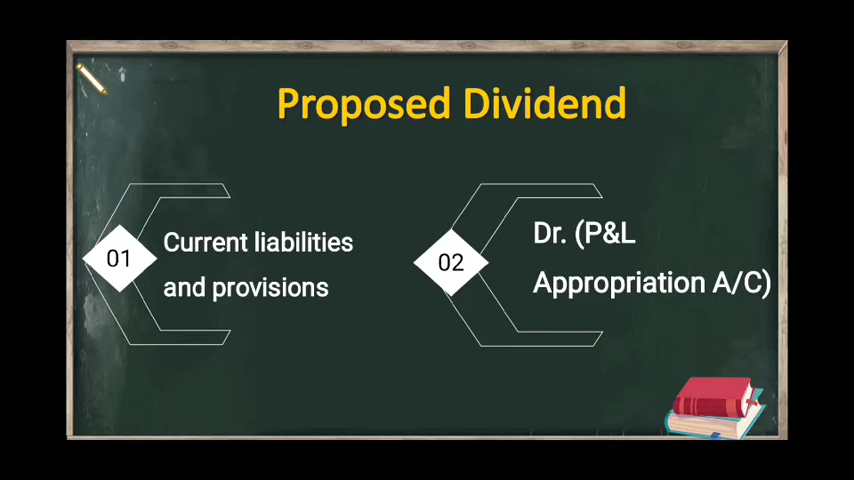 Proposed Dividend
01
Current liabilities
and provisions
02
Dr. (P&L
Appropriation A/C)